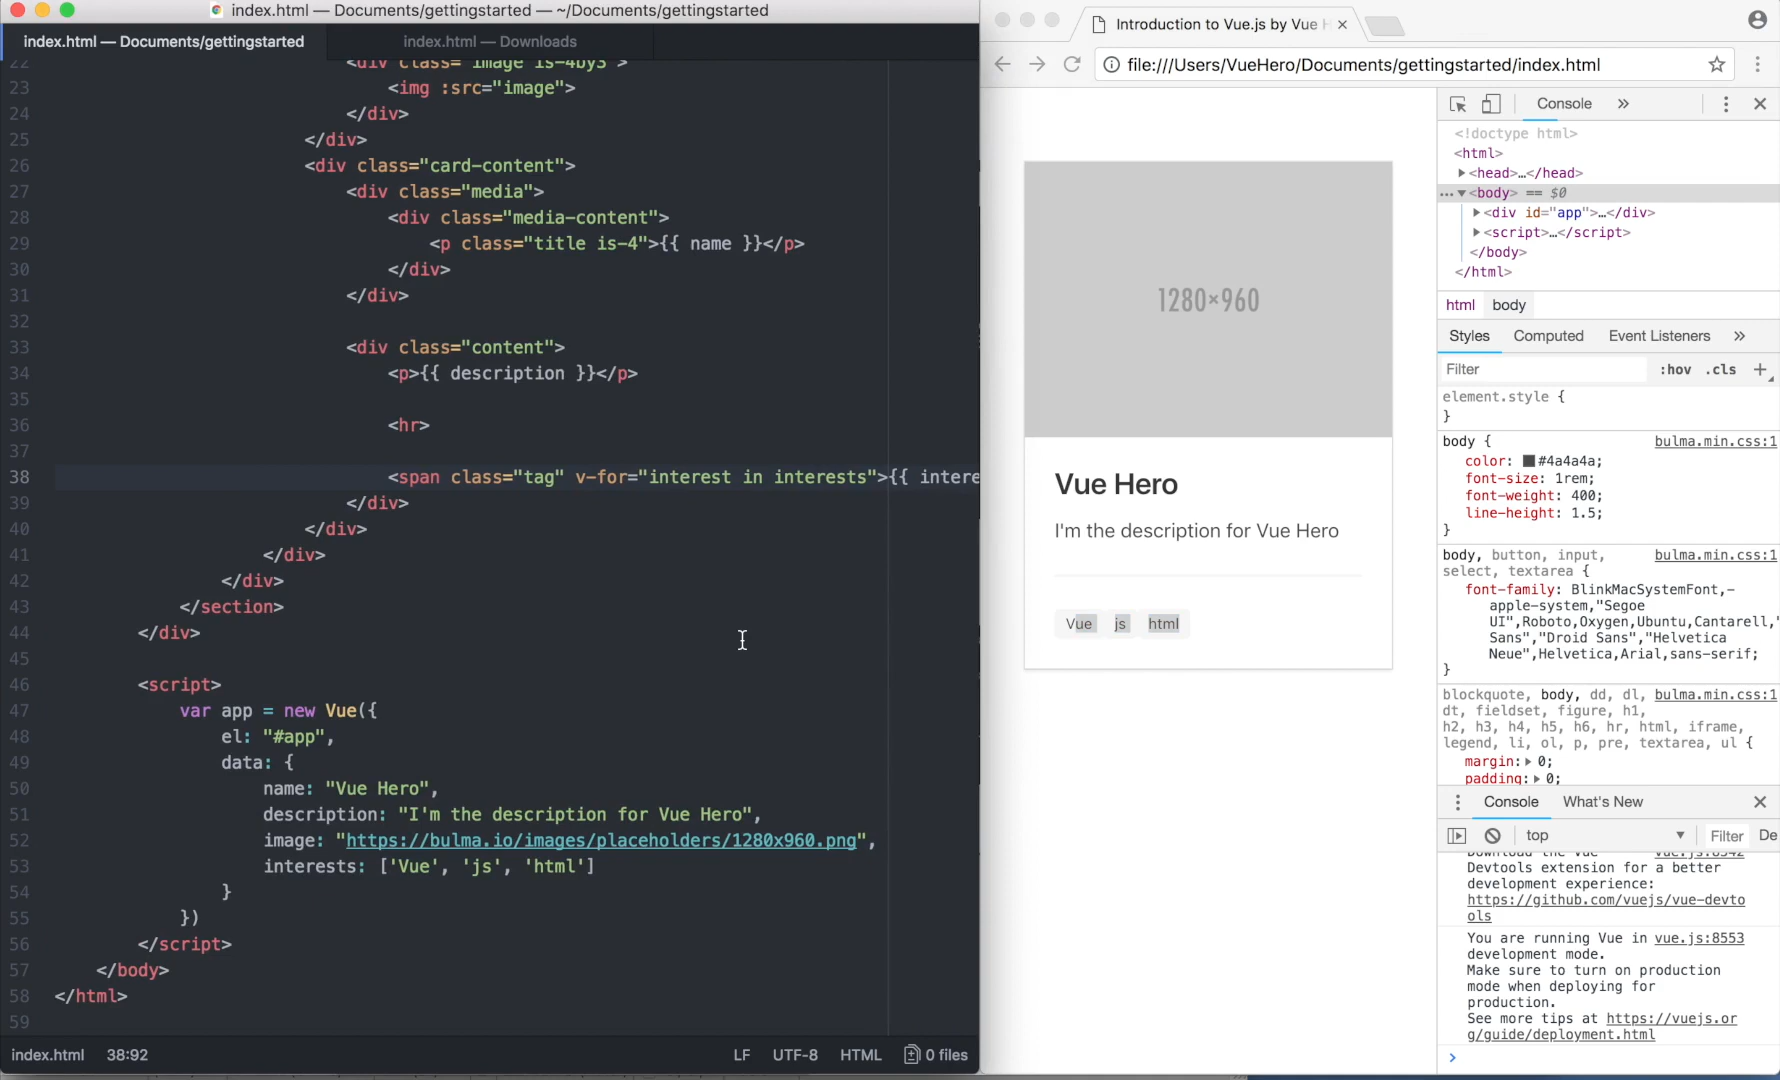 index.html — Documents/gettingstarted — ~/Documents/gettingstarted
index.html — Documents/gettingstarted
index.html — Downloads
22 <div class="image is-4by3">
23 <img :src="image">
24 </div>
25 </div>
26 <div class="card-content">
27 <div class="media">
28 <div class="media-content">
29 <p class="title is-4">{{ name }}</p>
30 </div>
31 </div>
32
33 <div class="content">
34 <p>{{ description }}</p>
35
36 <hr>
37
38 <span class="tag" v-for="interest in interests">{{ intere
39 </div>
40 </div>
41 </div>
42 </div>
43 </section>
44 </div>
45
46 <script>
47 var app = new Vue({
48 el: "#app",
49 data: {
50 name: "Vue Hero",
51 description: "I'm the description for Vue Hero",
52 image: "https://bulma.io/images/placeholders/1280x960.png",
53 interests: ['Vue', 'js', 'html']
54 }
55 })
56 </script>
57 </body>
58 </html>
59
index.html 38:92 LF UTF-8 HTML 0 files
Introduction to Vue.js by Vue H
file:///Users/VueHero/Documents/gettingstarted/index.html
1280×960
Vue Hero
I'm the description for Vue Hero
Vue js html
Console »
<!doctype html>
<html>
<head>…</head>
<body> == $0
<div id="app">…</div>
<script>…</script>
</body>
</html>
html body
Styles Computed Event Listeners »
Filter :hov .cls +
element.style {
}
body { bulma.min.css:1
color: #4a4a4a;
font-size: 1rem;
font-weight: 400;
line-height: 1.5;
}
body, button, input, bulma.min.css:1
select, textarea {
font-family: BlinkMacSystemFont,-
apple-system,"Segoe
UI",Roboto,Oxygen,Ubuntu,Cantarell,"
Sans","Droid Sans","Helvetica
Neue",Helvetica,Arial,sans-serif;
}
blockquote, body, dd, dl, bulma.min.css:1
dt, fieldset, figure, h1,
h2, h3, h4, h5, h6, hr, html, iframe,
legend, li, ol, p, pre, textarea, ul {
margin: 0;
padding: 0;
Console What's New
top Filter De
Download the Vue vue.js:8542
Devtools extension for a better
development experience:
https://github.com/vuejs/vue-devto
ols
You are running Vue in vue.js:8553
development mode.
Make sure to turn on production
mode when deploying for
production.
See more tips at https://vuejs.or
g/guide/deployment.html
>